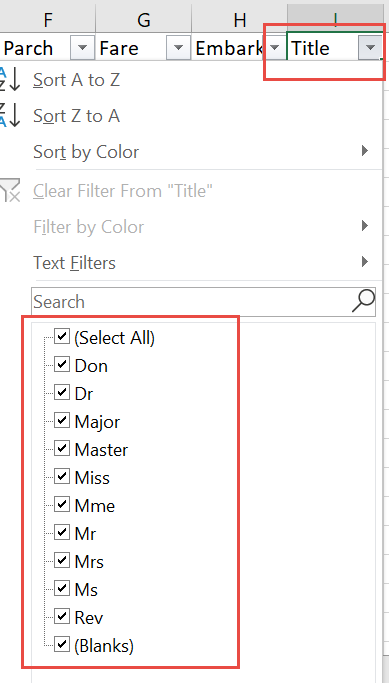 F G H I
Parch Fare Embark Title
Sort A to Z
Sort Z to A
Sort by Color
Clear Filter From "Title"
Filter by Color
Text Filters
Search
(Select All)
Don
Dr
Major
Master
Miss
Mme
Mr
Mrs
Ms
Rev
(Blanks)